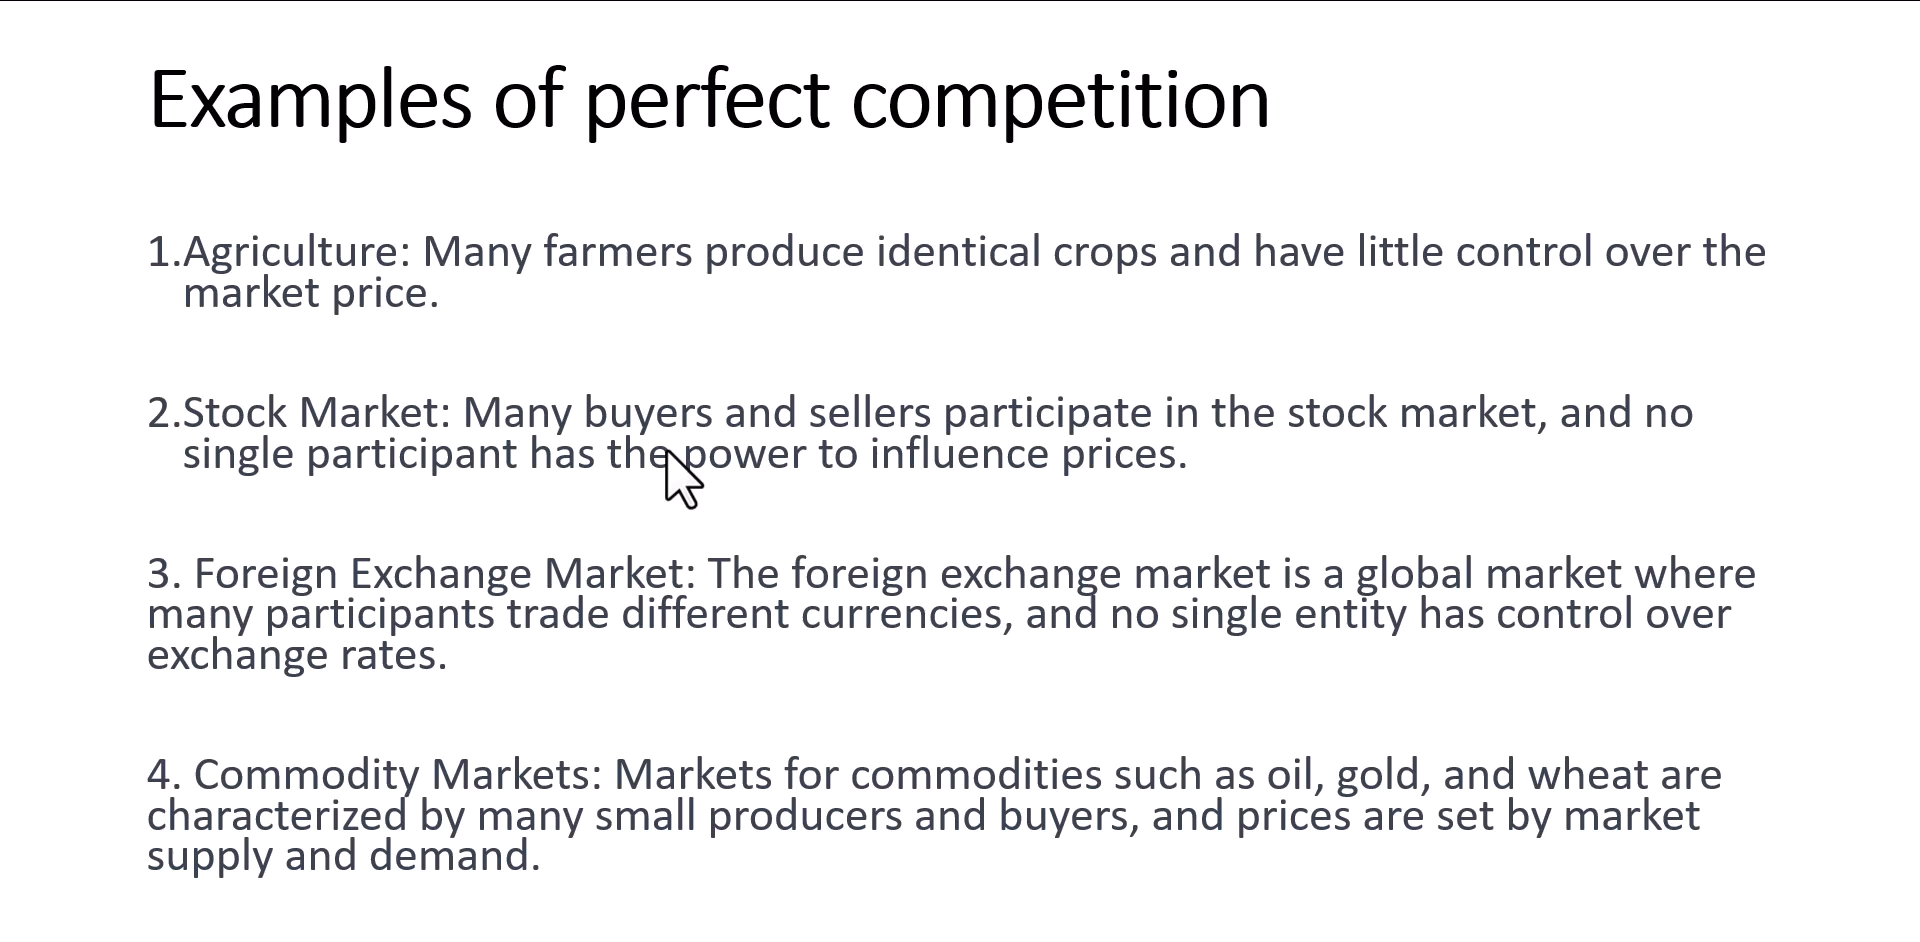 Examples of perfect competition
1.Agriculture: Many farmers produce identical crops and have little control over the
market price.
2.Stock Market: Many buyers and sellers participate in the stock market, and no
single participant has the power to influence prices.
3. Foreign Exchange Market: The foreign exchange market is a global market where
many participants trade different currencies, and no single entity has control over
exchange rates.
4. Commodity Markets: Markets for commodities such as oil, gold, and wheat are
characterized by many small producers and buyers, and prices are set by market
supply and demand.